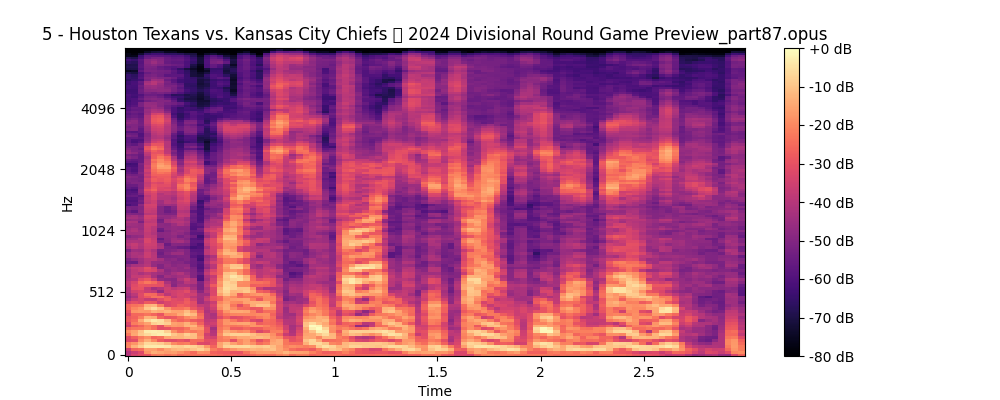 5 - Houston Texans vs. Kansas City Chiefs ▯ 2024 Divisional Round Game Preview_part87.opus
+0 dB
-10 dB
-20 dB
-30 dB
-40 dB
-50 dB
-60 dB
-70 dB
-80 dB
4096
2048
1024
512
0
Hz
0
0.5
1
1.5
2
2.5
Time